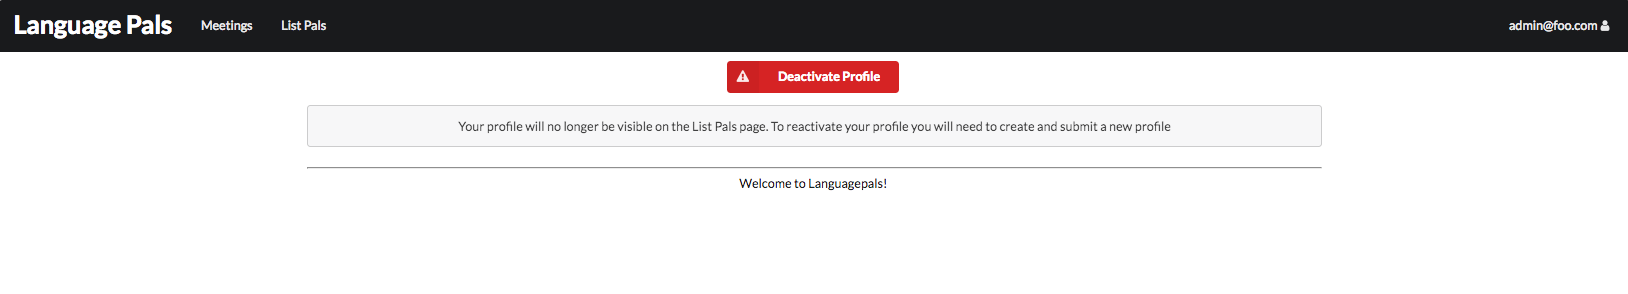 Language Pals Meetings List Pals admin@foo.com
Deactivate Profile
Your profile will no longer be visible on the List Pals page. To reactivate your profile you will need to create and submit a new profile
Welcome to Languagepals!